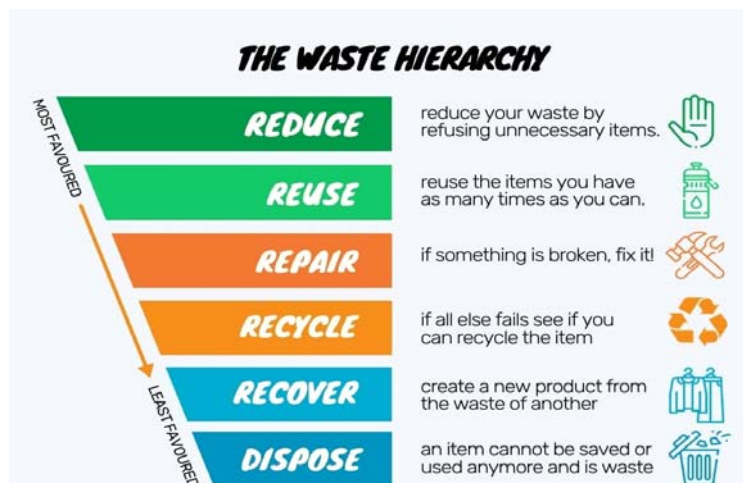 THE WASTE HIERARCHY
MOST FAVOURED
REDUCE
reduce your waste by
refusing unnecessary items.
REUSE
reuse the items you have
as many times as you can.
REPAIR
if something is broken, fix it!
RECYCLE
if all else fails see if you
can recycle the item
RECOVER
create a new product from
the waste of another
LEAST FAVOURED
DISPOSE
an item cannot be saved or
used anymore and is waste